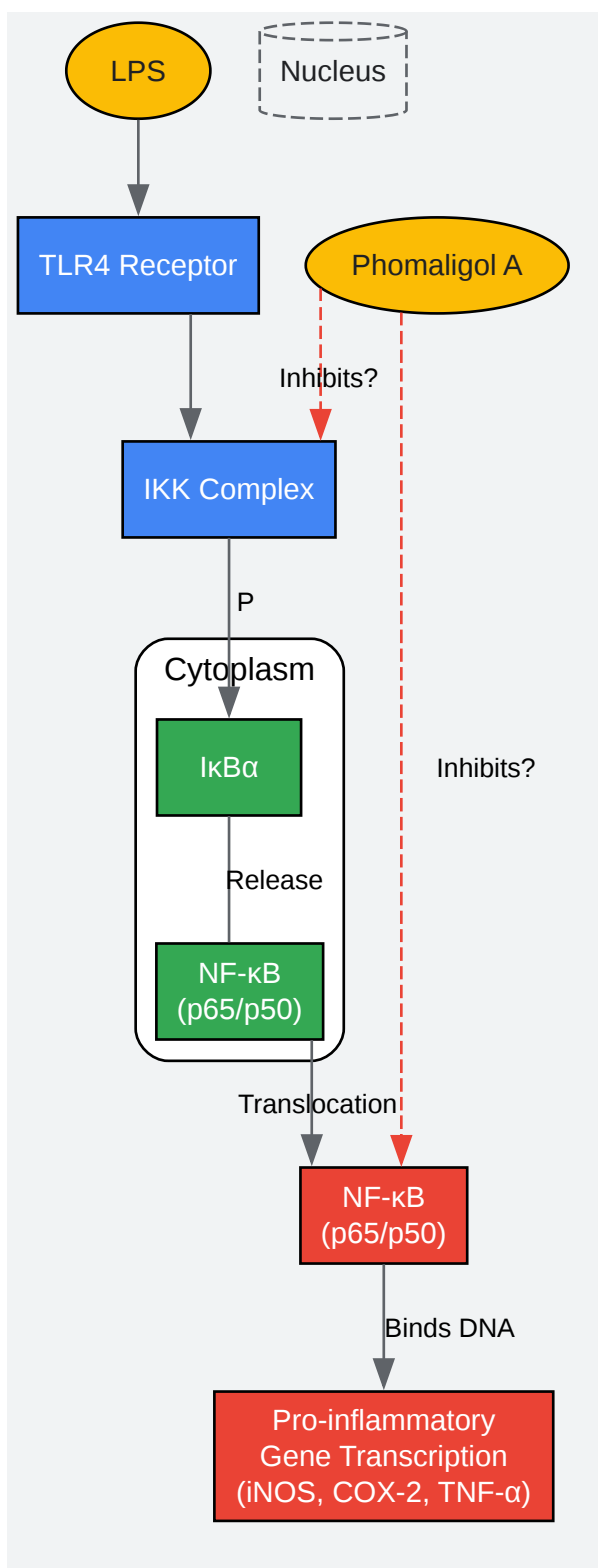 LPS
Nucleus
TLR4 Receptor
Phomaligol A
Inhibits?
IKK Complex
P
Cytoplasm
IκBα
Inhibits?
Release
NF-κB
(p65/p50)
Translocation
NF-κB
(p65/p50)
Binds DNA
Pro-inflammatory
Gene Transcription
(iNOS, COX-2, TNF-α)